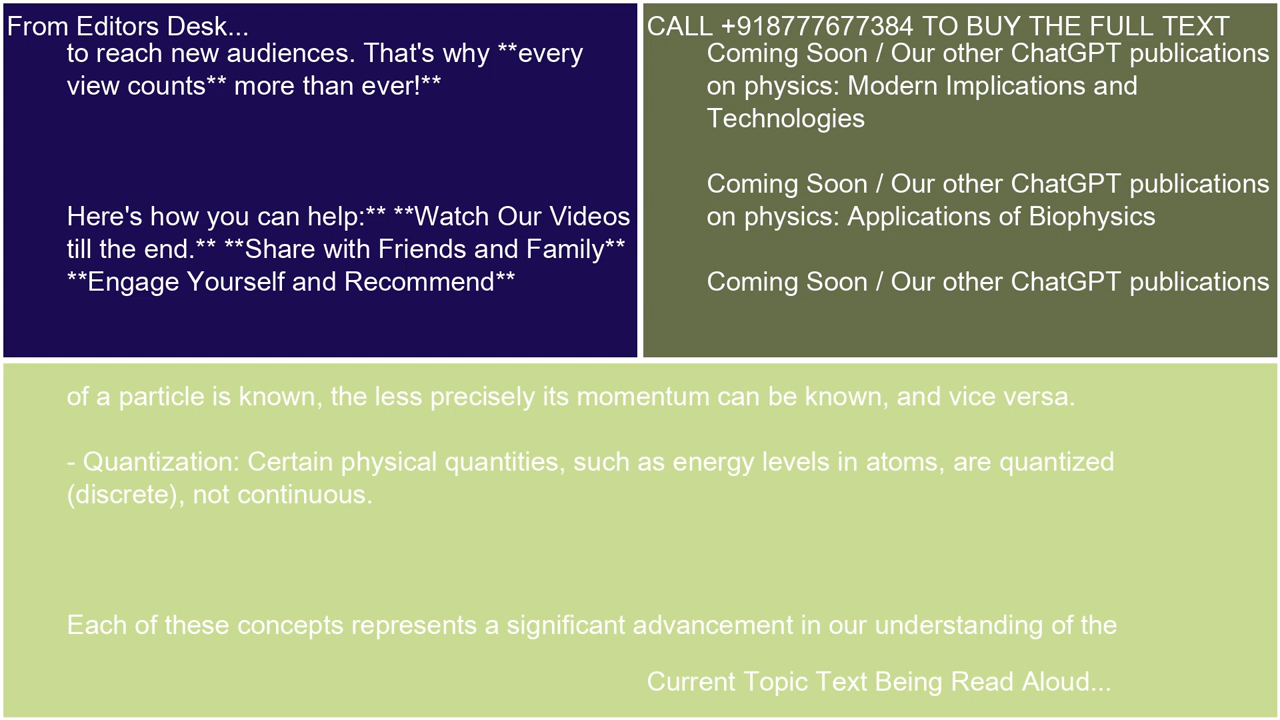 From Editors Desk...
to reach new audiences. That's why **every
view counts** more than ever!**
Here's how you can help:** **Watch Our Videos
till the end.** **Share with Friends and Family**
**Engage Yourself and Recommend**
CALL +918777677384 TO BUY THE FULL TEXT
Coming Soon / Our other ChatGPT publications
on physics: Modern Implications and
Technologies
Coming Soon / Our other ChatGPT publications
on physics: Applications of Biophysics
Coming Soon / Our other ChatGPT publications
of a particle is known, the less precisely its momentum can be known, and vice versa.
- Quantization: Certain physical quantities, such as energy levels in atoms, are quantized
(discrete), not continuous.
Each of these concepts represents a significant advancement in our understanding of the
Current Topic Text Being Read Aloud...